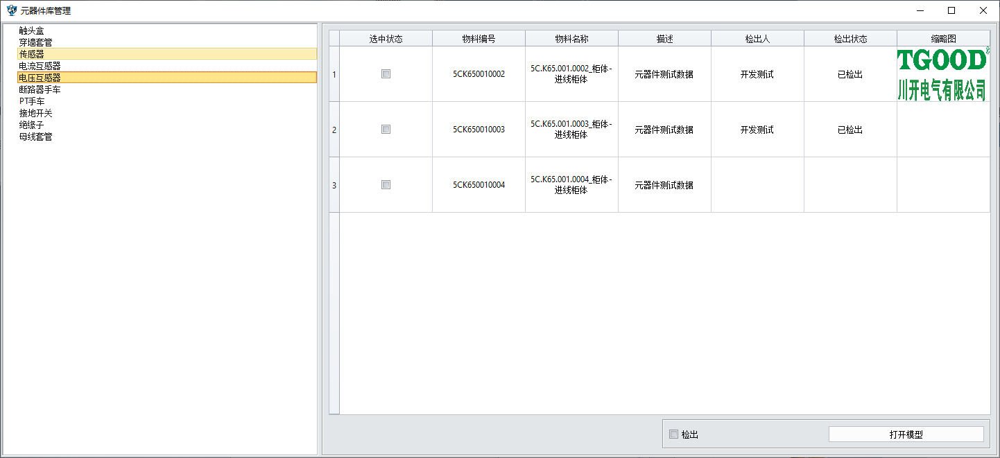 元器件库管理
触头盒
穿墙套管
传感器
电流互感器
电压互感器
断路器手车
PT手车
接地开关
绝缘子
母线套管
选中状态 物料编号 物料名称 描述 检出人 检出状态 缩略图
1 5CK650010002 5C.K65.001.0002_柜体-
进线柜体 元器件测试数据 开发测试 已检出
TGOOD
川开电气有限公司
2 5CK650010003 5C.K65.001.0003_柜体-
进线柜体 元器件测试数据 开发测试 已检出
3 5CK650010004 5C.K65.001.0004_柜体-
进线柜体 元器件测试数据
检出 打开模型